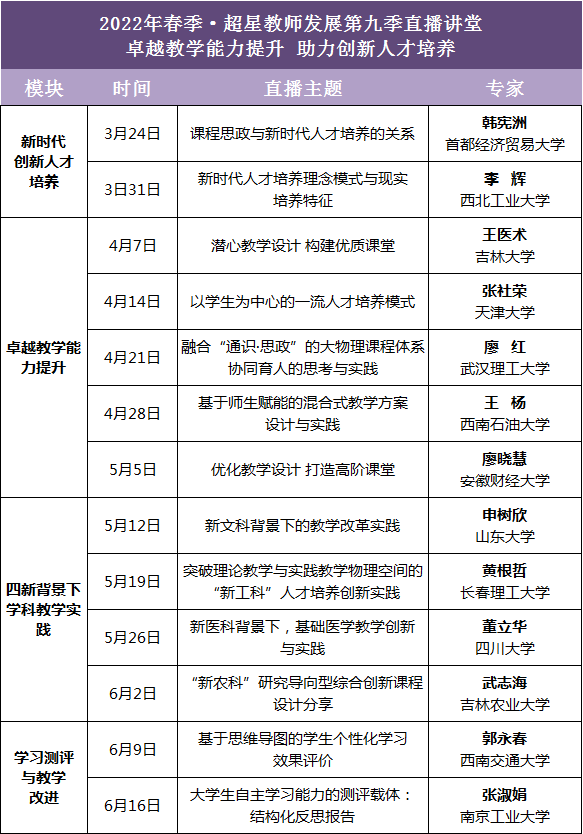 2022年春季·超星教师发展第九季直播讲堂
卓越教学能力提升 助力创新人才培养
模块 时间 直播主题 专家
新时代
创新人才
培养
3月24日 课程思政与新时代人才培养的关系 韩宪洲
首都经济贸易大学
3日31日 新时代人才培养理念模式与现实
培养特征
李 辉
西北工业大学
卓越教学能
力提升
4月7日 潜心教学设计 构建优质课堂 王医术
吉林大学
4月14日 以学生为中心的一流人才培养模式 张社荣
天津大学
4月21日 融合“通识·思政”的大物理课程体系
协同育人的思考与实践
廖 红
武汉理工大学
4月28日 基于师生赋能的混合式教学方案
设计与实践
王 杨
西南石油大学
5月5日 优化教学设计 打造高阶课堂 廖晓慧
安徽财经大学
四新背景下
学科教学实
践
5月12日 新文科背景下的教学改革实践 申树欣
山东大学
5月19日 突破理论教学与实践教学物理空间的
“新工科”人才培养创新实践
黄根哲
长春理工大学
5月26日 新医科背景下，基础医学教学创新
与实践
董立华
四川大学
6月2日 “新农科”研究导向型综合创新课程
设计分享
武志海
吉林农业大学
学习测评
与教学
改进
6月9日 基于思维导图的学生个性化学习
效果评价
郭永春
西南交通大学
6月16日 大学生自主学习能力的测评载体：
结构化反思报告
张淑娟
南京工业大学